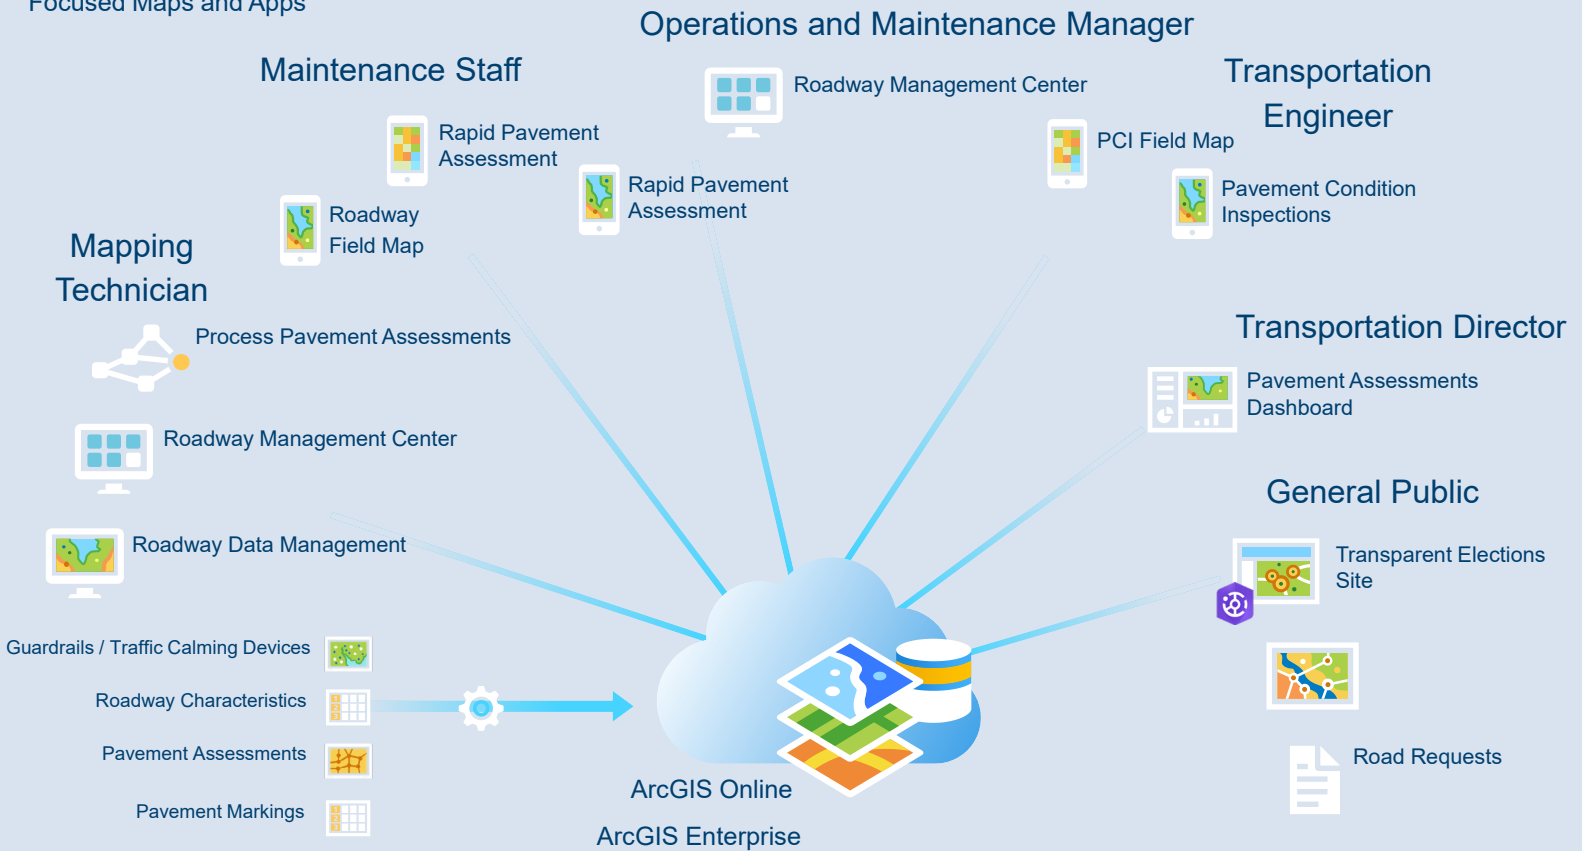 Focused Maps and Apps
Operations and Maintenance Manager
Maintenance Staff
Roadway Management Center
Transportation
Engineer
Rapid Pavement
Assessment
PCI Field Map
Rapid Pavement
Assessment
Pavement Condition
Inspections
Roadway
Field Map
Mapping
Technician
Process Pavement Assessments
Transportation Director
Pavement Assessments
Dashboard
Roadway Management Center
General Public
Roadway Data Management
Transparent Elections
Site
Guardrails / Traffic Calming Devices
Roadway Characteristics
Pavement Assessments
Pavement Markings
Road Requests
ArcGIS Online
ArcGIS Enterprise